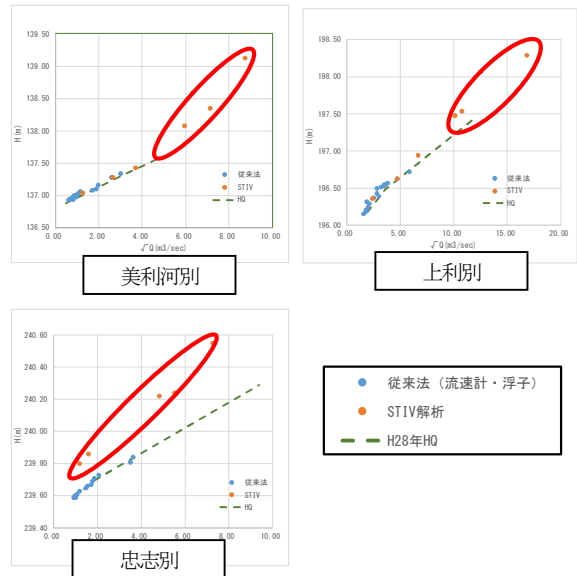 139.50
139.00
138.50
138.00
137.50
137.00
136.50
H(m)
0.00 2.00 4.00 6.00 8.00 10.00
√Q(m3/sec)
従来法
STIV
HQ
美利河別
198.50
198.00
197.50
197.00
196.50
196.00
H(m)
0.00 5.00 10.00 15.00 20.00
√Q(m3/sec)
従来法
STIV
HQ
上利別
240.60
240.40
240.20
240.00
239.80
239.60
239.40
H(m)
0.00 2.00 4.00 6.00 8.00 10.00
√Q(m3/sec)
従来法
STIV
HQ
忠志別
従来法（流速計・浮子）
STIV解析
H28年HQ